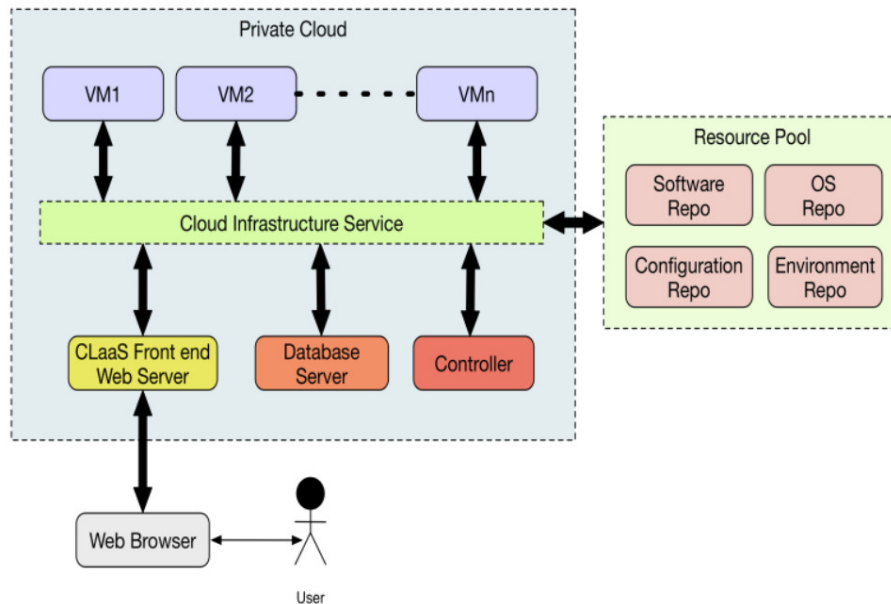 Private Cloud
VM1
VM2
VMn
Resource Pool
Software
Repo
OS
Repo
Cloud Infrastructure Service
Configuration
Repo
Environment
Repo
CLaaS Front end
Web Server
Database
Server
Controller
Web Browser
User